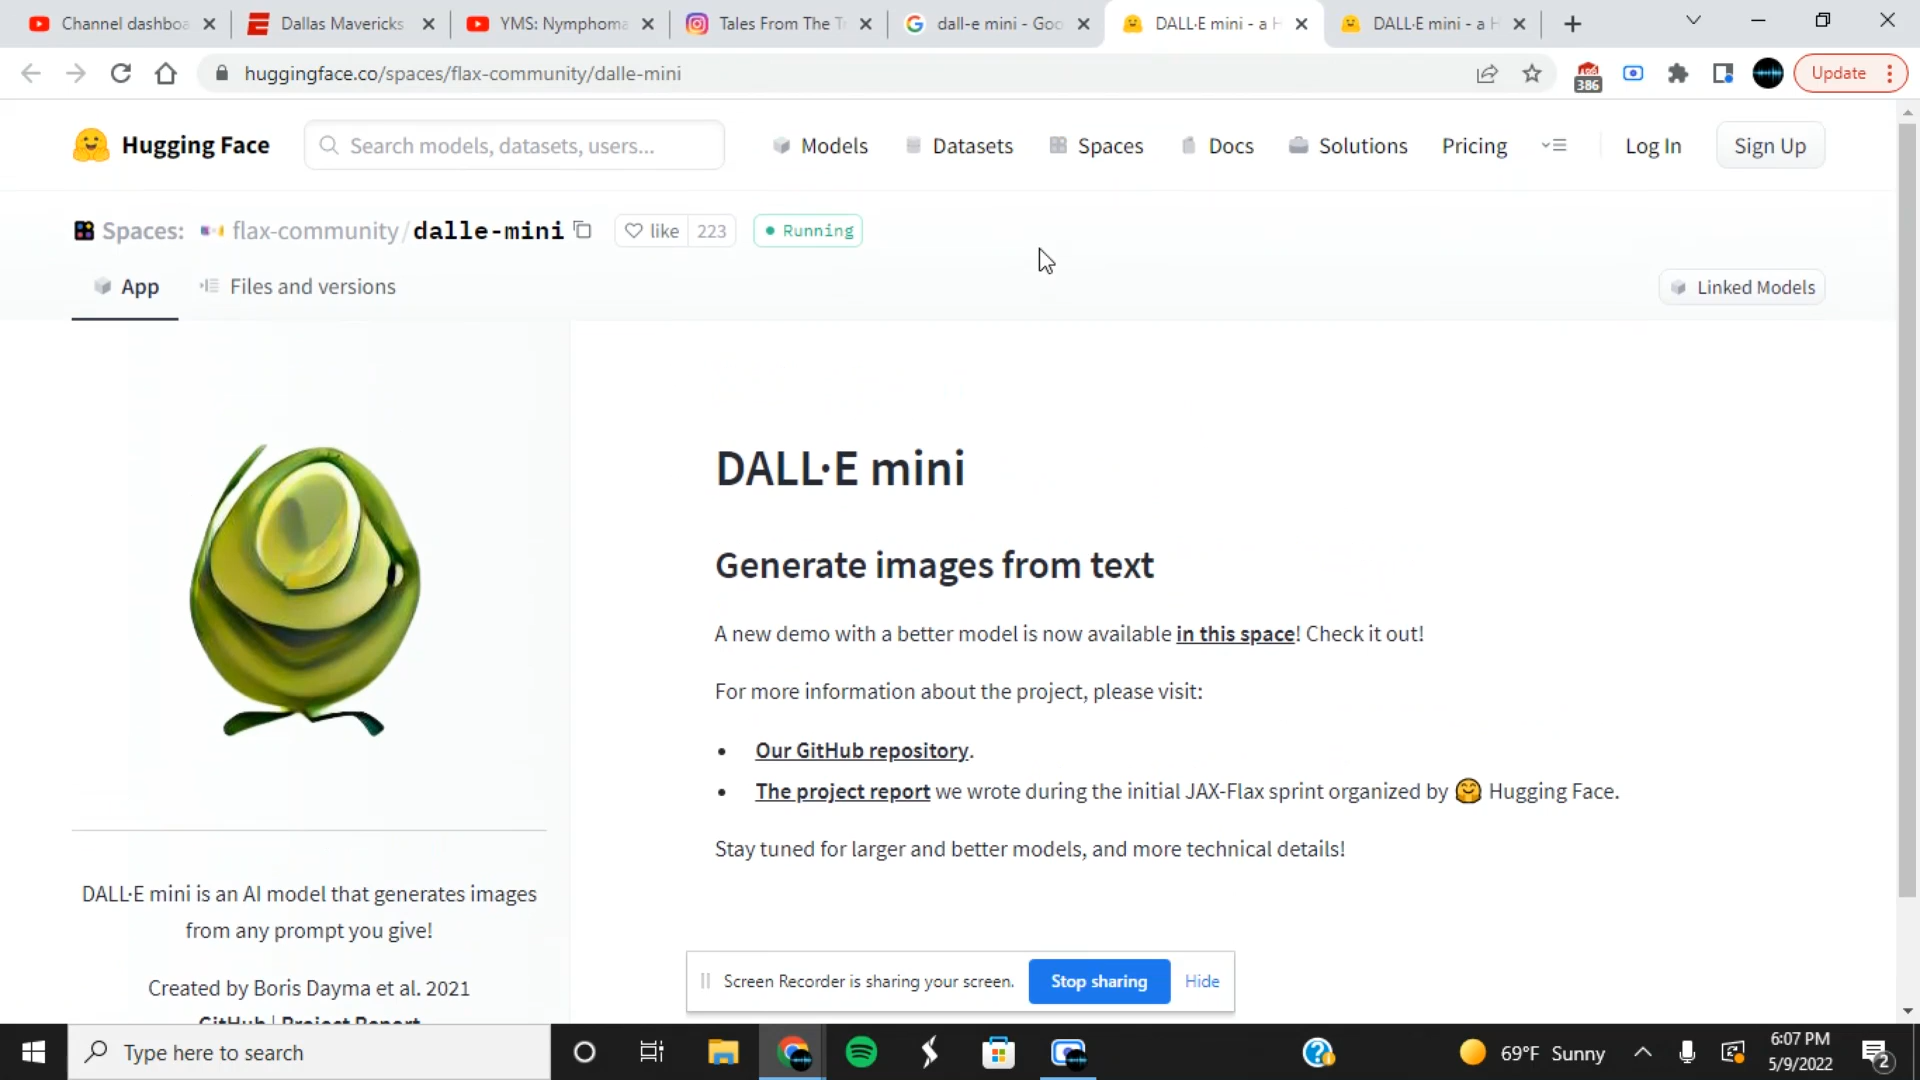 Channel dashboa
Dallas Mavericks
YMS: Nymphoma
Tales From The Tr
dall-e mini - Goo
DALL·E mini - a H
DALL·E mini - a H
huggingface.co/spaces/flax-community/dalle-mini
386
Update
Hugging Face
Search models, datasets, users...
Models
Datasets
Spaces
Docs
Solutions
Pricing
Log In
Sign Up
Spaces:
flax-community/dalle-mini
like 223
Running
App
Files and versions
Linked Models
DALL·E mini
Generate images from text
A new demo with a better model is now available in this space! Check it out!
For more information about the project, please visit:
• Our GitHub repository.
• The project report we wrote during the initial JAX-Flax sprint organized by 🤗 Hugging Face.
Stay tuned for larger and better models, and more technical details!
DALL·E mini is an AI model that generates images
from any prompt you give!
Created by Boris Dayma et al. 2021
GitHub | Project Report
Screen Recorder is sharing your screen.
Stop sharing
Hide
Type here to search
69°F Sunny
6:07 PM
5/9/2022
2